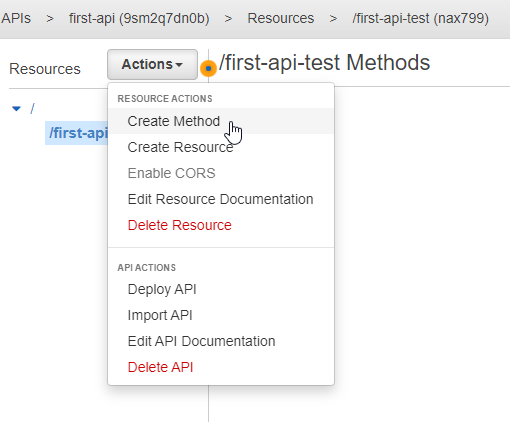 APIs > first-api (9sm2q7dn0b) > Resources > /first-api-test (nax799)
Resources Actions /first-api-test Methods
/
/first-api
RESOURCE ACTIONS
Create Method
Create Resource
Enable CORS
Edit Resource Documentation
Delete Resource
API ACTIONS
Deploy API
Import API
Edit API Documentation
Delete API